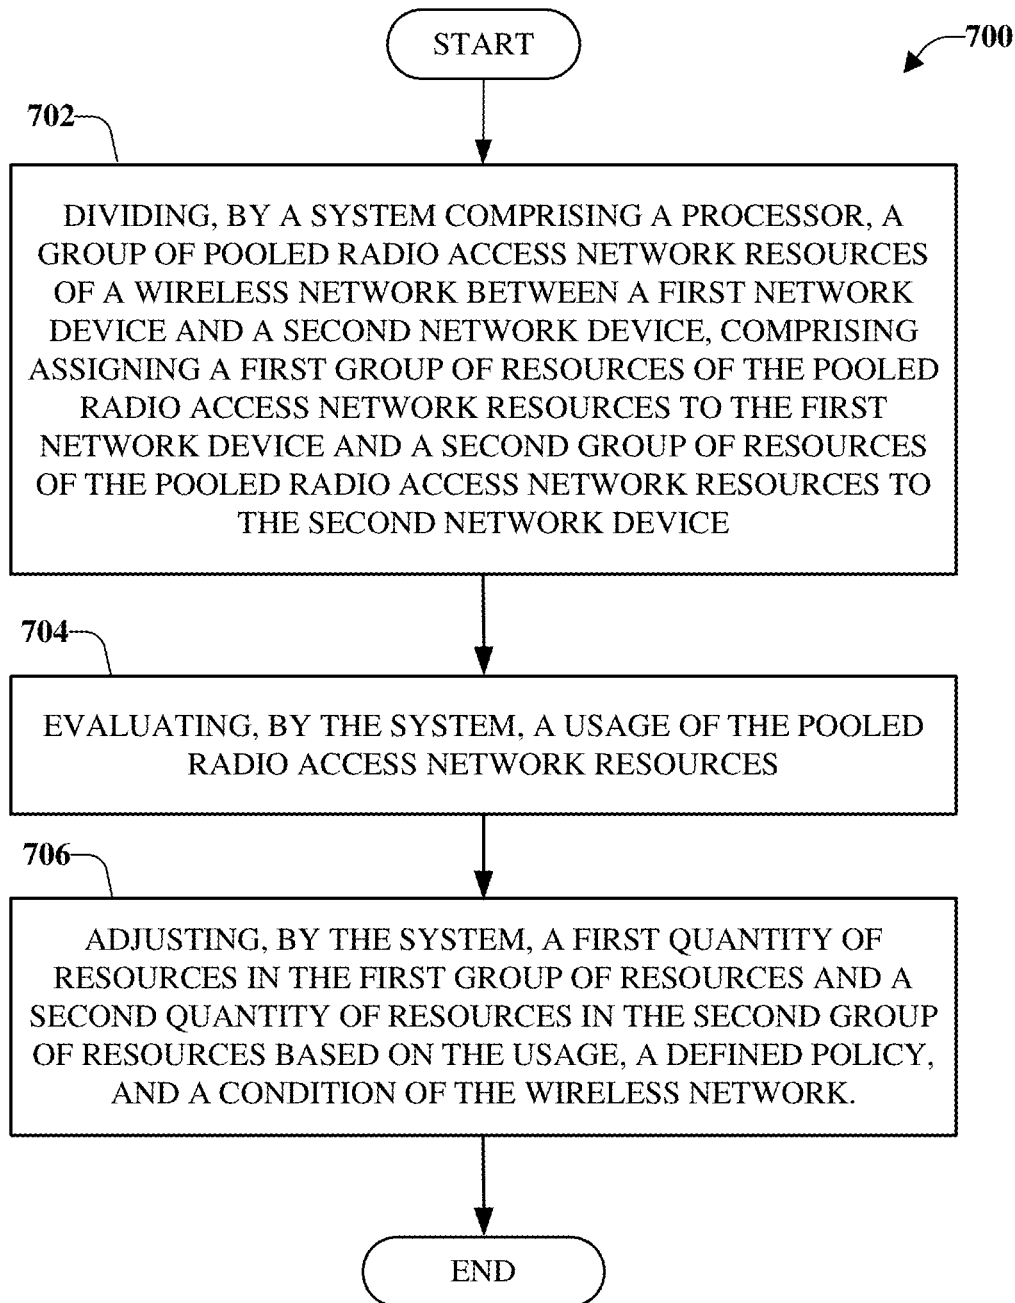 START
700
702
DIVIDING, BY A SYSTEM COMPRISING A PROCESSOR, A
GROUP OF POOLED RADIO ACCESS NETWORK RESOURCES
OF A WIRELESS NETWORK BETWEEN A FIRST NETWORK
DEVICE AND A SECOND NETWORK DEVICE, COMPRISING
ASSIGNING A FIRST GROUP OF RESOURCES OF THE POOLED
RADIO ACCESS NETWORK RESOURCES TO THE FIRST
NETWORK DEVICE AND A SECOND GROUP OF RESOURCES
OF THE POOLED RADIO ACCESS NETWORK RESOURCES TO
THE SECOND NETWORK DEVICE
704
EVALUATING, BY THE SYSTEM, A USAGE OF THE POOLED
RADIO ACCESS NETWORK RESOURCES
706
ADJUSTING, BY THE SYSTEM, A FIRST QUANTITY OF
RESOURCES IN THE FIRST GROUP OF RESOURCES AND A
SECOND QUANTITY OF RESOURCES IN THE SECOND GROUP
OF RESOURCES BASED ON THE USAGE, A DEFINED POLICY,
AND A CONDITION OF THE WIRELESS NETWORK.
END